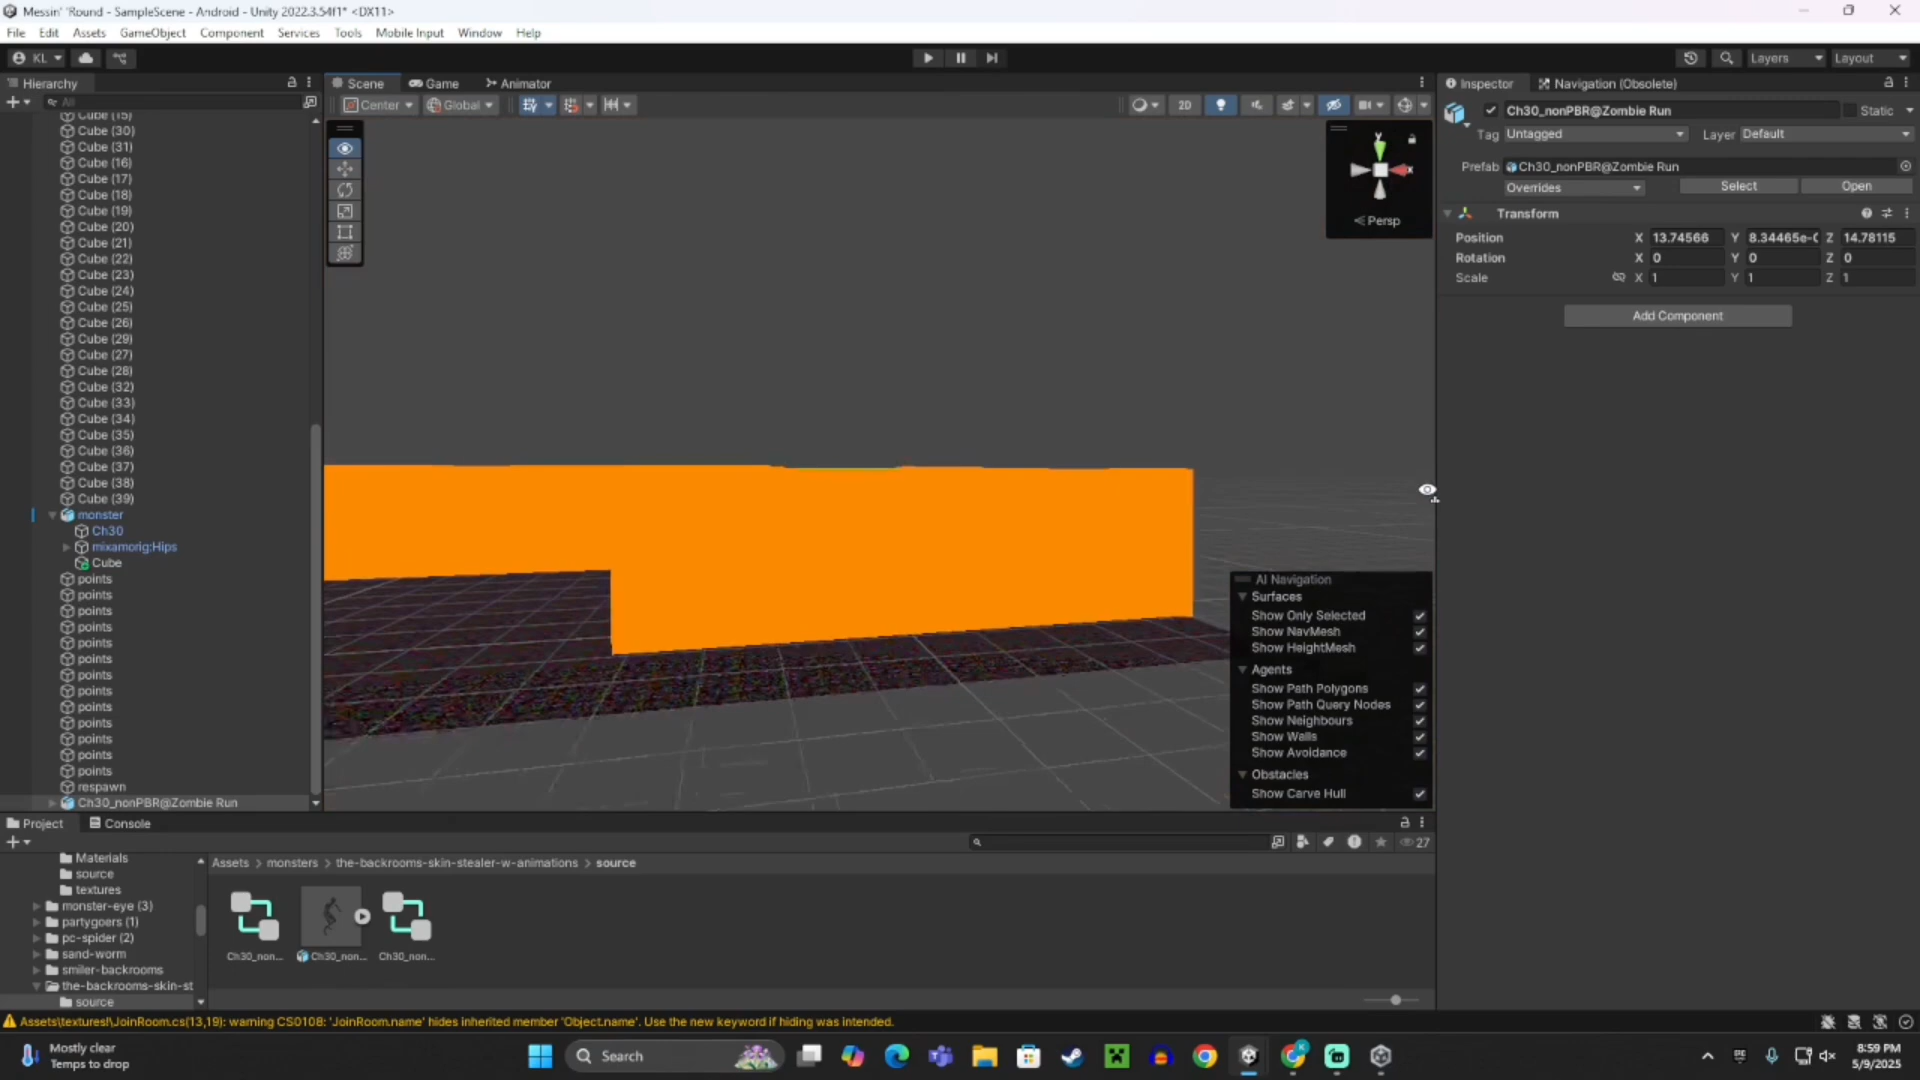 Messin' 'Round - SampleScene - Android - Unity 2022.3.54f1* <DX11>
File Edit Assets GameObject Component Services Tools Mobile Input Window Help
KL Layers Layout
Hierarchy
All
Cube (15)
Cube (30)
Cube (31)
Cube (16)
Cube (17)
Cube (18)
Cube (19)
Cube (20)
Cube (21)
Cube (22)
Cube (23)
Cube (24)
Cube (25)
Cube (26)
Cube (29)
Cube (27)
Cube (28)
Cube (32)
Cube (33)
Cube (34)
Cube (35)
Cube (36)
Cube (37)
Cube (38)
Cube (39)
monster
Ch30
mixamorig:Hips
Cube
points
points
points
points
points
points
points
points
points
points
points
points
points
respawn
Ch30_nonPBR@Zombie Run
Scene Game Animator
Center Global 2D
Y
X
Persp
AI Navigation
Surfaces
Show Only Selected
Show NavMesh
Show HeightMesh
Agents
Show Path Polygons
Show Path Query Nodes
Show Neighbours
Show Walls
Show Avoidance
Obstacles
Show Carve Hull
Inspector Navigation (Obsolete)
Ch30_nonPBR@Zombie Run Static
Tag Untagged Layer Default
Prefab Ch30_nonPBR@Zombie Run
Overrides Select Open
Transform
Position X 13.74566 Y 8.34465e-( Z 14.78115
Rotation X 0 Y 0 Z 0
Scale X 1 Y 1 Z 1
Add Component
Project Console
27
Materials
source
textures
monster-eye (3)
partygoers (1)
pc-spider (2)
sand-worm
smiler-backrooms
the-backrooms-skin-st
source
Assets > monsters > the-backrooms-skin-stealer-w-animations > source
Ch30_non... Ch30_non... Ch30_non...
Assets\textures!\JoinRoom.cs(13,19): warning CS0108: 'JoinRoom.name' hides inherited member 'Object.name'. Use the new keyword if hiding was intended.
Mostly clear
Temps to drop
Search
8:59 PM
5/9/2025